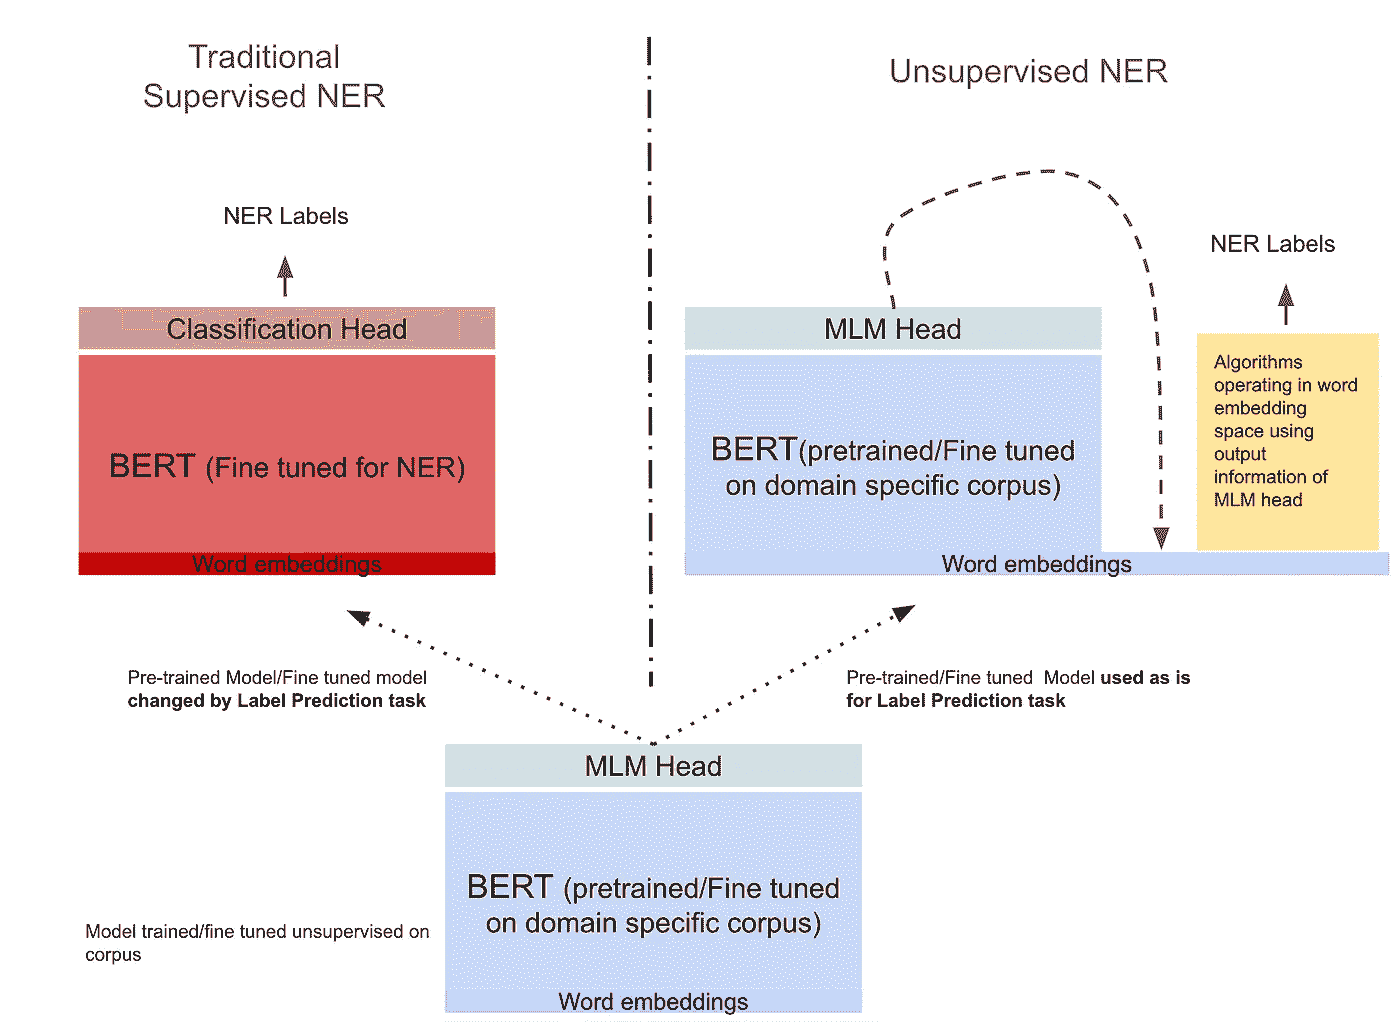 Traditional
Supervised NER
NER Labels
Classification Head
BERT (Fine tuned for NER)
Word embeddings
Unsupervised NER
NER Labels
MLM Head
BERT(pretrained/Fine tuned
on domain specific corpus)
Algorithms
operating in word
embedding
space using
output
information of
MLM head
Word embeddings
Pre-trained Model/Fine tuned model
changed by Label Prediction task
Pre-trained/Fine tuned Model used as is
for Label Prediction task
MLM Head
BERT (pretrained/Fine tuned
on domain specific corpus)
Word embeddings
Model trained/fine tuned unsupervised on
corpus